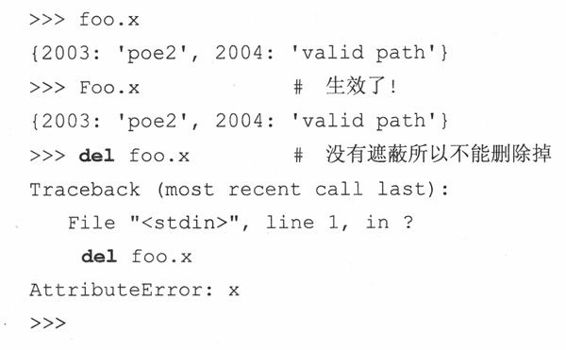 >>> foo.x
{2003: 'poe2', 2004: 'valid path'}
>>> Foo.x # 生效了!
{2003: 'poe2', 2004: 'valid path'}
>>> del foo.x # 没有遮蔽所以不能删除掉
Traceback (most recent call last):
File "<stdin>", line 1, in ?
del foo.x
AttributeError: x
>>>